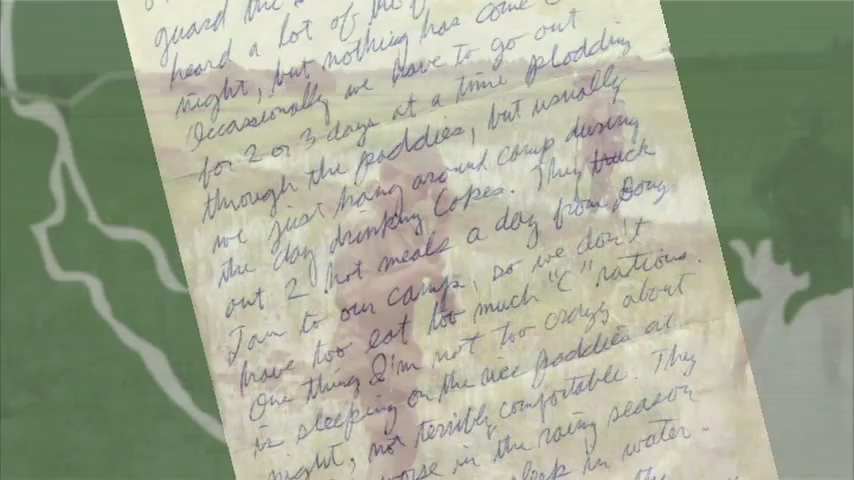 guard the
heard a lot of the
night, but nothing has come
Occassionally we have to go out
for 2 or 3 days at a time plodding
through the paddies, but usually
we just hang around camp during
the day drinking Cokes. They truck
out 2 hot meals a day from Dong
Tam to our camp, so we don't
have too eat too much "C" rations.
One thing I'm not too crazy about
is sleeping on the rice paddies at
night, not terribly comfortable. They
worse in the rainy season
sleep in water.
the